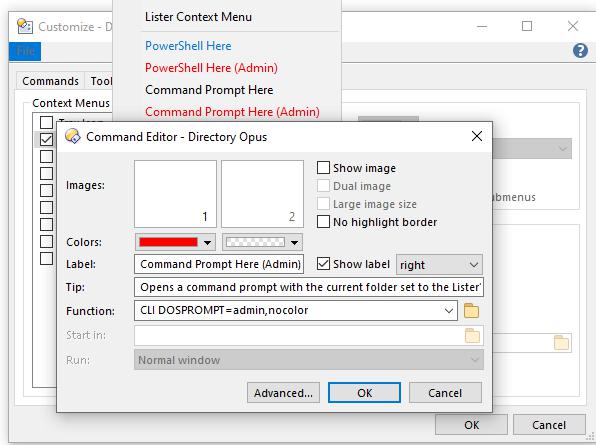 Lister Context Menu
Customize - D
PowerShell Here
File
PowerShell Here (Admin)
Commands
Command Prompt Here
Context Menus
Command Prompt Here (Admin)
Command Editor - Directory Opus
Images:
1
2
Show image
Dual image
Large image size
No highlight border
Colors:
Label:
Command Prompt Here (Admin)
Show label
right
Tip:
Opens a command prompt with the current folder set to the Lister'
Function:
CLI DOSPROMPT=admin,nocolor
Start in:
Run:
Normal window
Advanced...
OK
Cancel
OK
Cancel